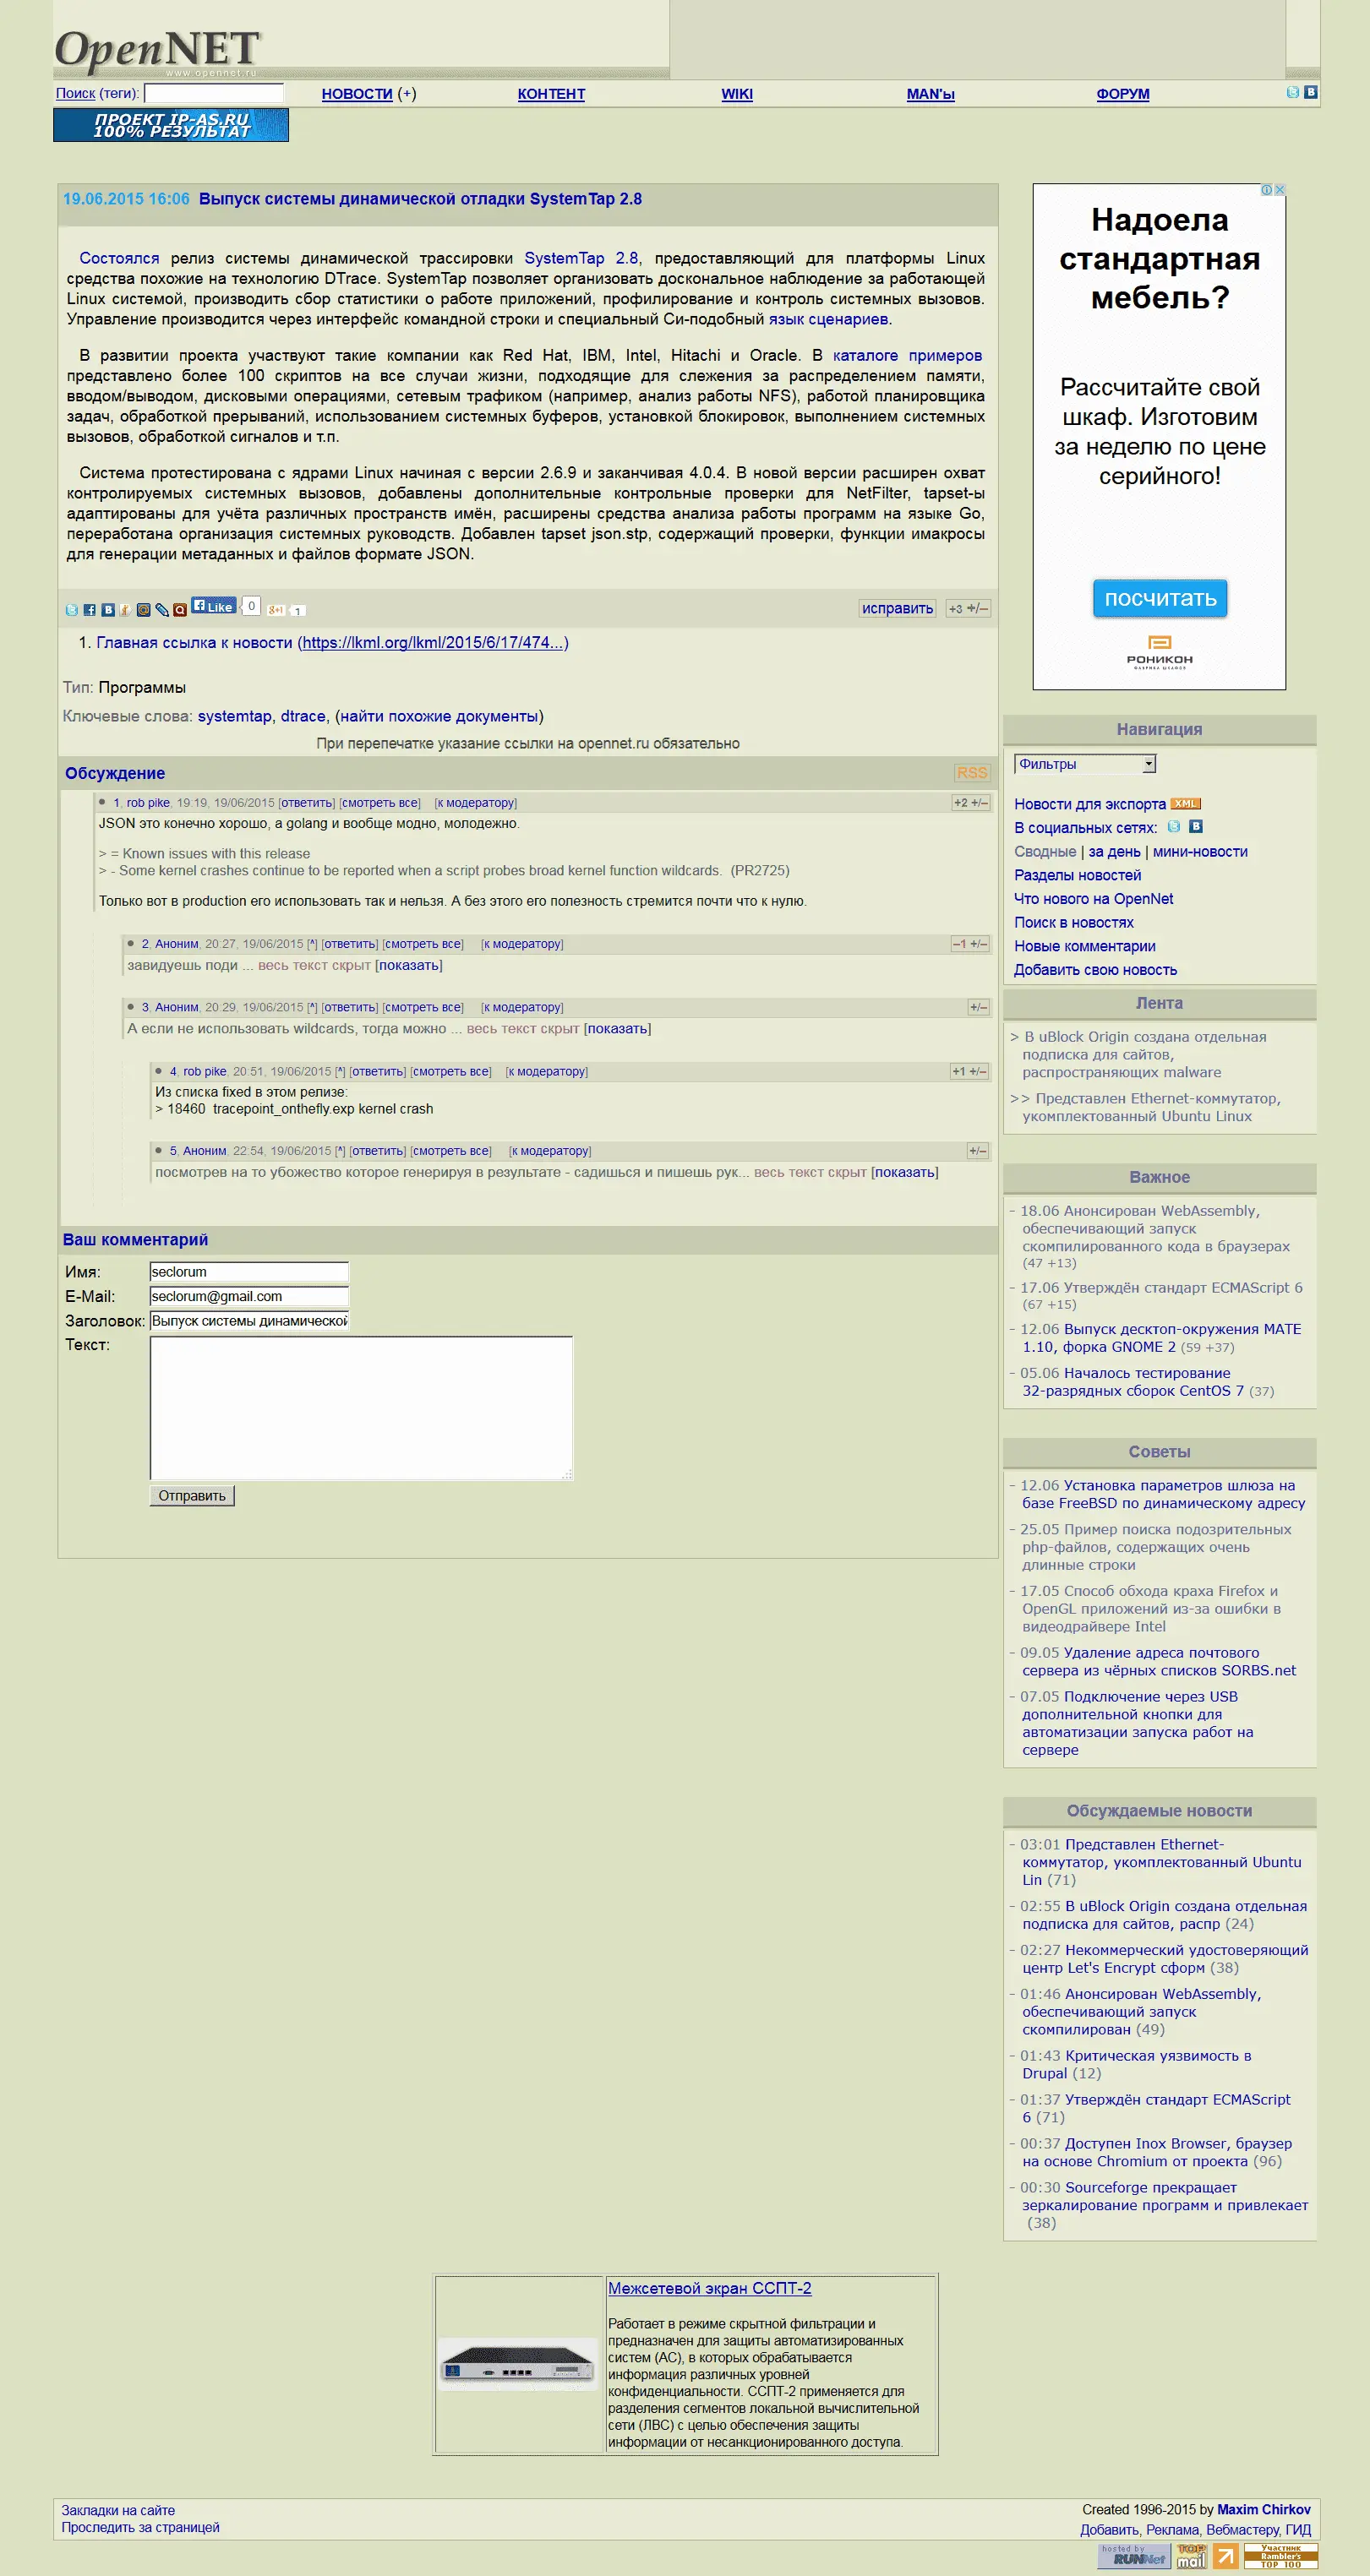 OpenNET
www.opennet.ru
Поиск (теги):
НОВОСТИ (+)
КОНТЕНТ
WIKI
MAN'ы
ФОРУМ
ПРОЕКТ IP-AS.RU
100% РЕЗУЛЬТАТ
19.06.2015 16:06 Выпуск системы динамической отладки SystemTap 2.8
Состоялся релиз системы динамической трассировки SystemTap 2.8, предоставляющий для платформы Linux
средства похожие на технологию DTrace. SystemTap позволяет организовать доскональное наблюдение за работающей
Linux системой, производить сбор статистики о работе приложений, профилирование и контроль системных вызовов.
Управление производится через интерфейс командной строки и специальный Си-подобный язык сценариев.
В развитии проекта участвуют такие компании как Red Hat, IBM, Intel, Hitachi и Oracle. В каталоге примеров
представлено более 100 скриптов на все случаи жизни, подходящие для слежения за распределением памяти,
вводом/выводом, дисковыми операциями, сетевым трафиком (например, анализ работы NFS), работой планировщика
задач, обработкой прерываний, использованием системных буферов, установкой блокировок, выполнением системных
вызовов, обработкой сигналов и т.п.
Система протестирована с ядрами Linux начиная с версии 2.6.9 и заканчивая 4.0.4. В новой версии расширен охват
контролируемых системных вызовов, добавлены дополнительные контрольные проверки для NetFilter, tapset-ы
адаптированы для учёта различных пространств имён, расширены средства анализа работы программ на языке Go,
переработана организация системных руководств. Добавлен tapset json.stp, содержащий проверки, функции имакросы
для генерации метаданных и файлов формате JSON.
Like 0 g+1 1
исправить +3 +/–
1. Главная ссылка к новости (https://lkml.org/lkml/2015/6/17/474...)
Тип: Программы
Ключевые слова: systemtap, dtrace, (найти похожие документы)
При перепечатке указание ссылки на opennet.ru обязательно
Обсуждение
RSS
1, rob pike, 19:19, 19/06/2015 [ответить] [смотреть все] [к модератору]
+2 +/–
JSON это конечно хорошо, а golang и вообще модно, молодежно.
> = Known issues with this release
> - Some kernel crashes continue to be reported when a script probes broad kernel function wildcards. (PR2725)
Только вот в production его использовать так и нельзя. А без этого его полезность стремится почти что к нулю.
2, Аноним, 20:27, 19/06/2015 [^] [ответить] [смотреть все] [к модератору]
–1 +/–
завидуешь поди ... весь текст скрыт [показать]
3, Аноним, 20:29, 19/06/2015 [^] [ответить] [смотреть все] [к модератору]
+/–
А если не использовать wildcards, тогда можно ... весь текст скрыт [показать]
4, rob pike, 20:51, 19/06/2015 [^] [ответить] [смотреть все] [к модератору]
+1 +/–
Из списка fixed в этом релизе:
> 18460 tracepoint_onthefly.exp kernel crash
5, Аноним, 22:54, 19/06/2015 [^] [ответить] [смотреть все] [к модератору]
+/–
посмотрев на то убожество которое генерируя в результате - садишься и пишешь рук... весь текст скрыт [показать]
Ваш комментарий
Имя: seclorum
E-Mail: seclorum@gmail.com
Заголовок: Выпуск системы динамической
Текст:
Отправить
Надоела
стандартная
мебель?
Рассчитайте свой
шкаф. Изготовим
за неделю по цене
серийного!
посчитать
РОНИКОН
ФАБРИКА ШКАФОВ
Навигация
Фильтры
Новости для экспорта XML
В социальных сетях:
Сводные | за день | мини-новости
Разделы новостей
Что нового на OpenNet
Поиск в новостях
Новые комментарии
Добавить свою новость
Лента
> В uBlock Origin создана отдельная
подписка для сайтов,
распространяющих malware
>> Представлен Ethernet-коммутатор,
укомплектованный Ubuntu Linux
Важное
- 18.06 Анонсирован WebAssembly,
обеспечивающий запуск
скомпилированного кода в браузерах
(47 +13)
- 17.06 Утверждён стандарт ECMAScript 6
(67 +15)
- 12.06 Выпуск десктоп-окружения MATE
1.10, форка GNOME 2 (59 +37)
- 05.06 Началось тестирование
32-разрядных сборок CentOS 7 (37)
Советы
- 12.06 Установка параметров шлюза на
базе FreeBSD по динамическому адресу
- 25.05 Пример поиска подозрительных
php-файлов, содержащих очень
длинные строки
- 17.05 Способ обхода краха Firefox и
OpenGL приложений из-за ошибки в
видеодрайвере Intel
- 09.05 Удаление адреса почтового
сервера из чёрных списков SORBS.net
- 07.05 Подключение через USB
дополнительной кнопки для
автоматизации запуска работ на
сервере
Обсуждаемые новости
- 03:01 Представлен Ethernet-
коммутатор, укомплектованный Ubuntu
Lin (71)
- 02:55 В uBlock Origin создана отдельная
подписка для сайтов, распр (24)
- 02:27 Некоммерческий удостоверяющий
центр Let's Encrypt сформ (38)
- 01:46 Анонсирован WebAssembly,
обеспечивающий запуск
скомпилирован (49)
- 01:43 Критическая уязвимость в
Drupal (12)
- 01:37 Утверждён стандарт ECMAScript
6 (71)
- 00:37 Доступен Inox Browser, браузер
на основе Chromium от проекта (96)
- 00:30 Sourceforge прекращает
зеркалирование программ и привлекает
(38)
Межсетевой экран ССПТ-2
Работает в режиме скрытной фильтрации и
предназначен для защиты автоматизированных
систем (АС), в которых обрабатывается
информация различных уровней
конфиденциальности. ССПТ-2 применяется для
разделения сегментов локальной вычислительной
сети (ЛВС) с целью обеспечения защиты
информации от несанкционированного доступа.
Закладки на сайте
Проследить за страницей
Created 1996-2015 by Maxim Chirkov
Добавить, Реклама, Вебмастеру, ГИД
hosted by
RUNNet
TOP
mail
Участник
Rambler's
TOP 100